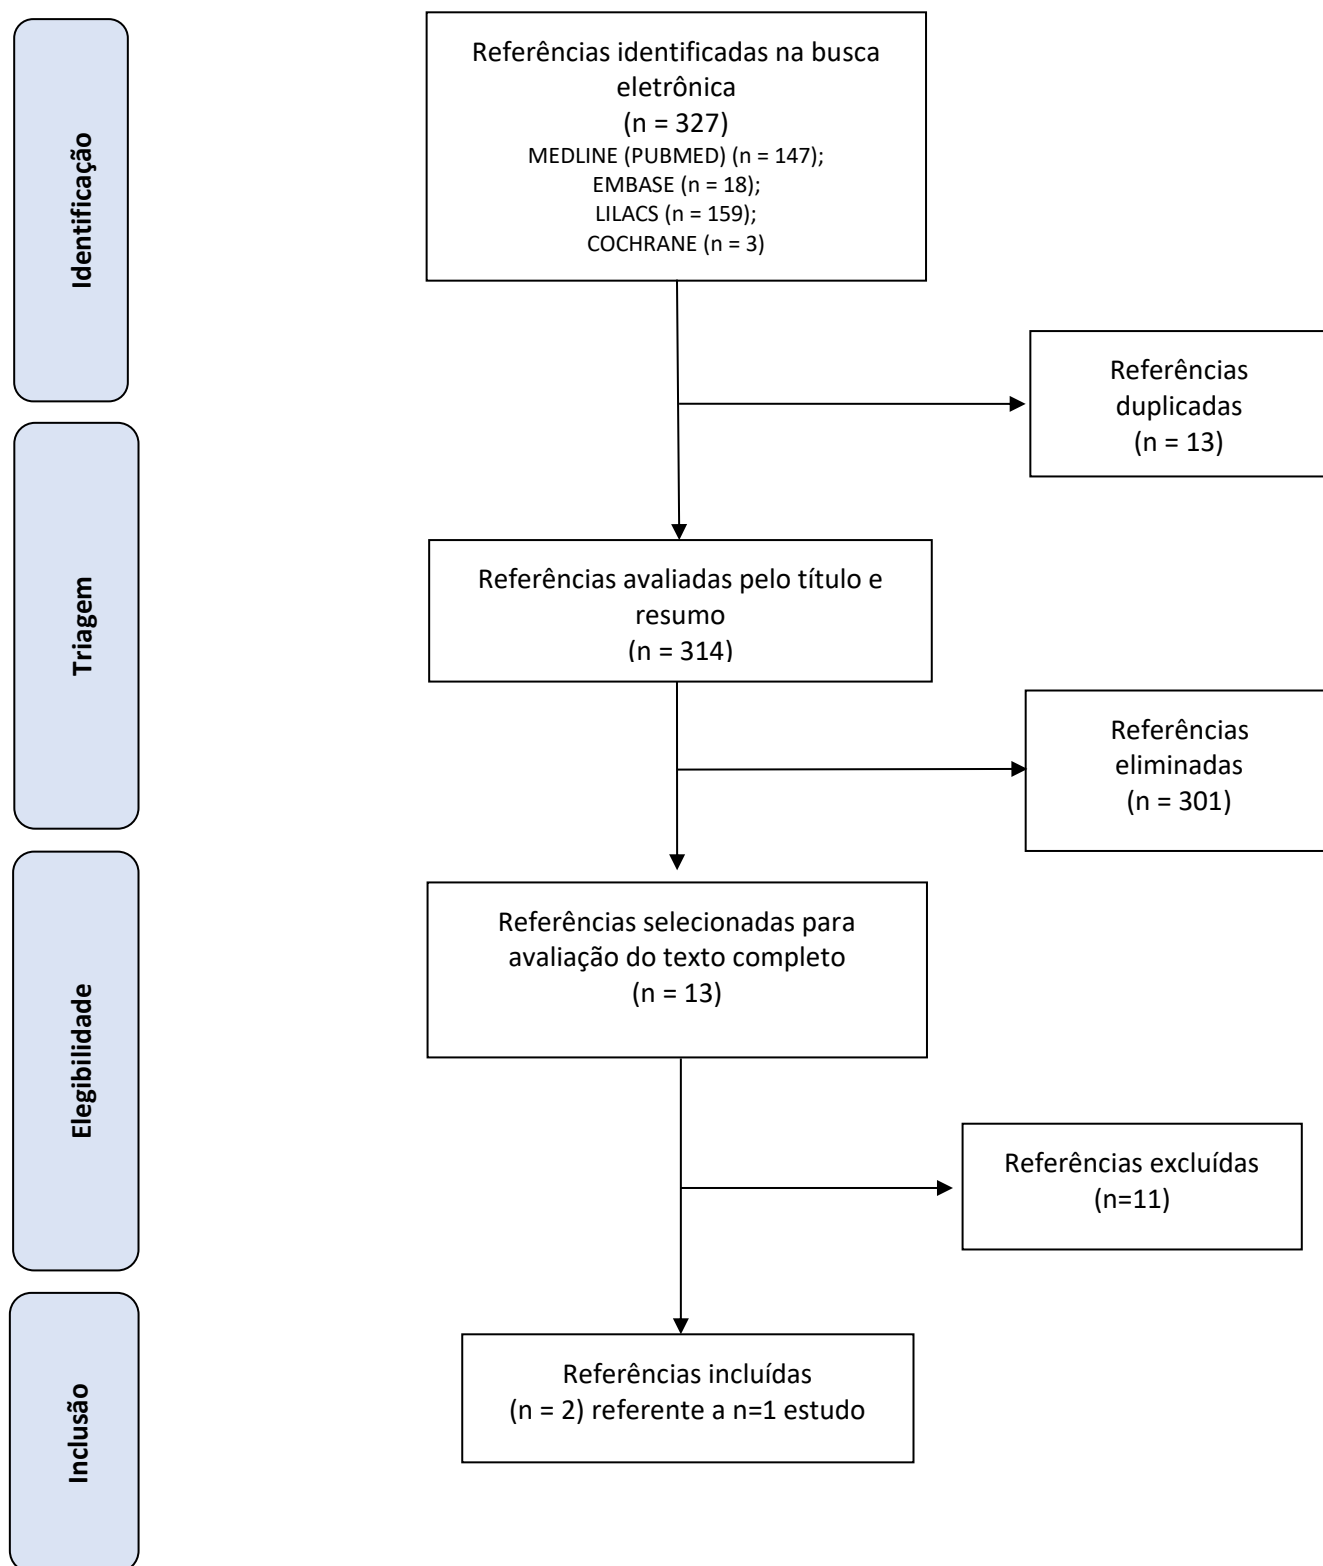 Identificação
Referências identificadas na busca
eletrônica
(n = 327)
MEDLINE (PUBMED) (n = 147);
EMBASE (n = 18);
LILACS (n = 159);
COCHRANE (n = 3)
Referências
duplicadas
(n = 13)
Triagem
Referências avaliadas pelo título e
resumo
(n = 314)
Referências
eliminadas
(n = 301)
Elegibilidade
Referências selecionadas para
avaliação do texto completo
(n = 13)
Referências excluídas
(n=11)
Inclusão
Referências incluídas
(n = 2) referente a n=1 estudo